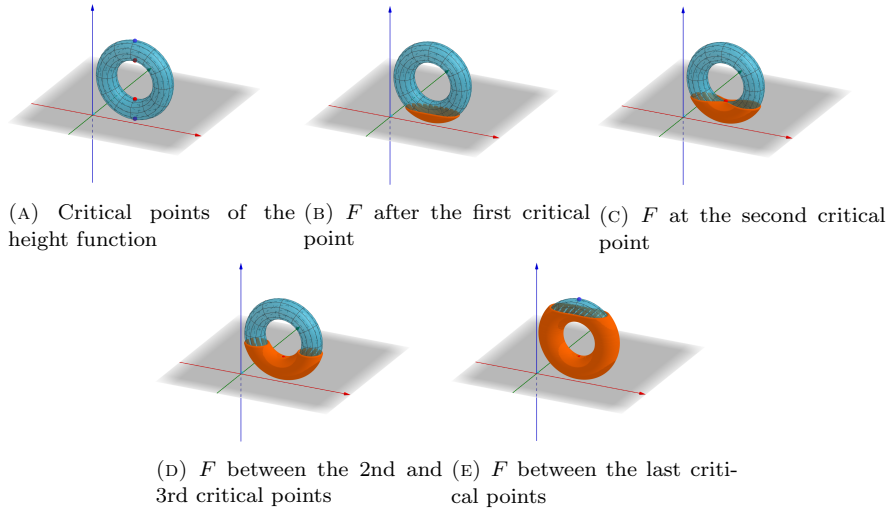 (A) Critical points of the
height function
(B) F after the first critical
point
(C) F at the second critical
point
(D) F between the 2nd and
3rd critical points
(E) F between the last criti-
cal points